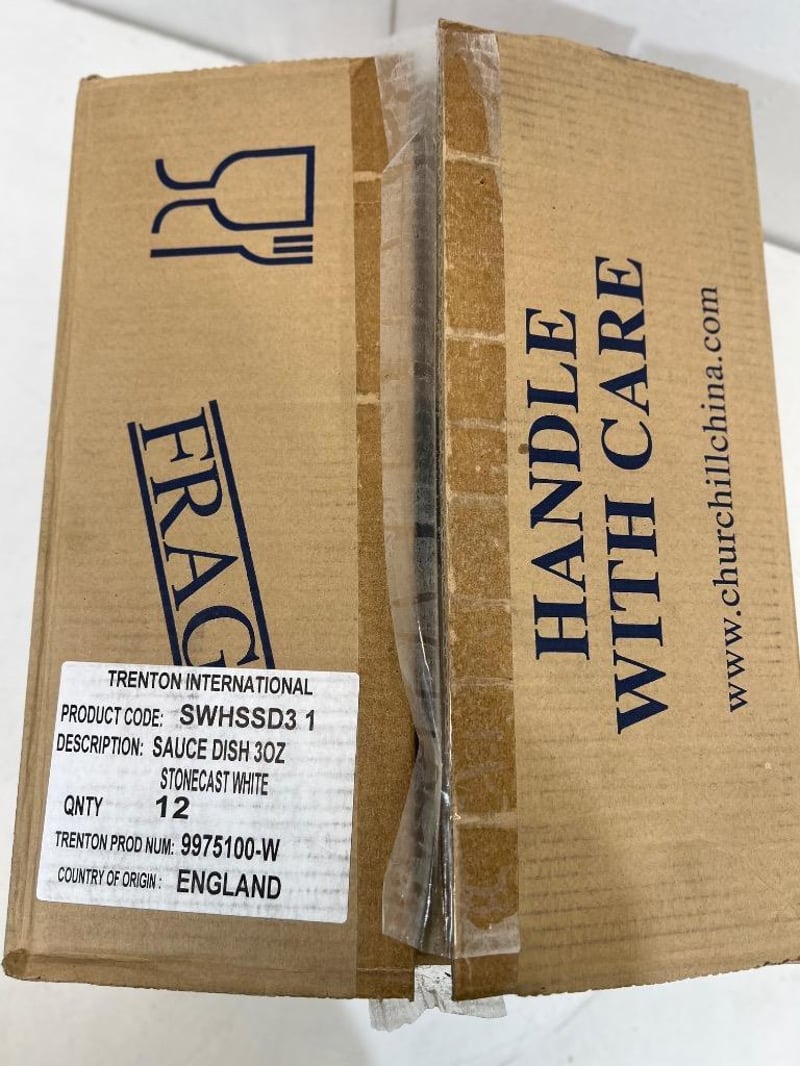 FRAG
HANDLE
WITH CARE
www.churchillchina.com
TRENTON INTERNATIONAL
PRODUCT CODE: SWHSSD3 1
DESCRIPTION: SAUCE DISH 3OZ
STONECAST WHITE
QNTY 12
TRENTON PROD NUM: 9975100-W
COUNTRY OF ORIGIN: ENGLAND